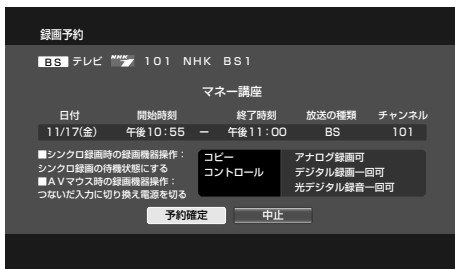 録画予約
BS テレビ NHK 101 NHK BS1
マネー講座
日付 開始時刻 終了時刻 放送の種類 チャンネル
11/17(金) 午後10：55 － 午後11：00 BS 101
■シンクロ録画時の録画機器操作：
シンクロ録画の待機状態にする
■AVマウス時の録画機器操作：
つないだ入力に切り換え電源を切る
コピー
コントロール
アナログ録画可
デジタル録画一回可
光デジタル録音一回可
予約確定 中止